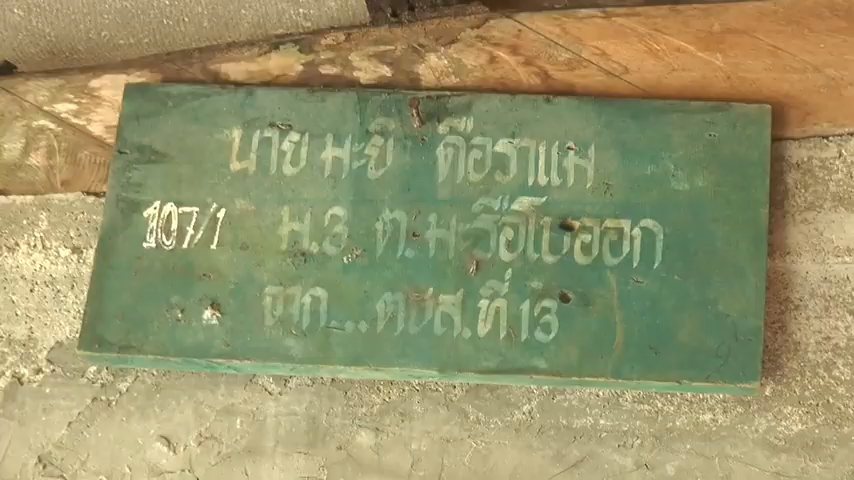 นาย มะยิ ดือราแม
107/1 ม.3 ต.มะรือโบออก
จาก...ตชส.ที่ 13